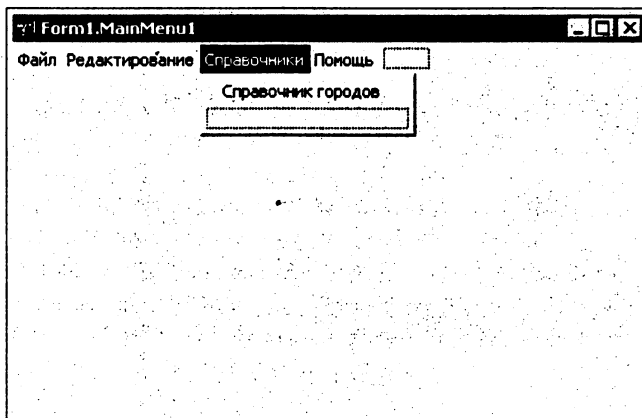 Form1.MainMenu1
Файл Редактирование Справочники Помощь
Справочник городов